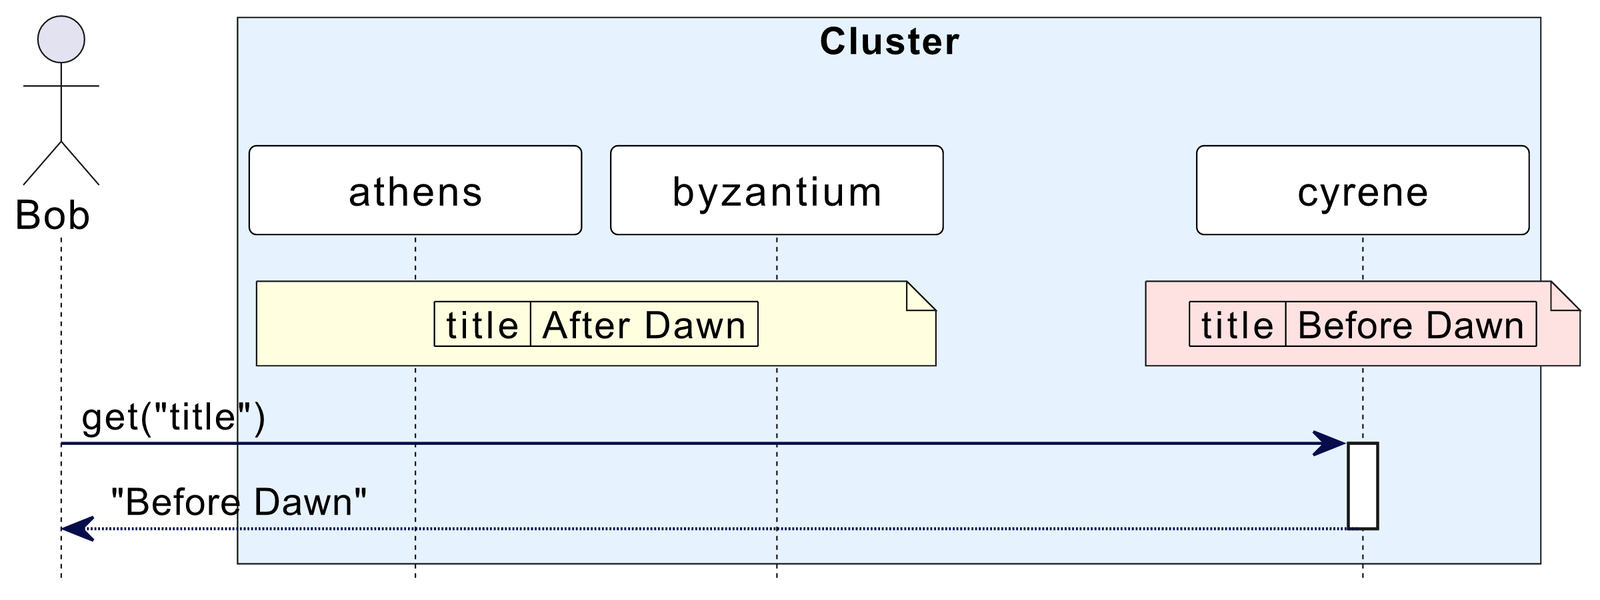 Cluster
Bob
athens
byzantium
cyrene
title After Dawn
title Before Dawn
get("title")
"Before Dawn"